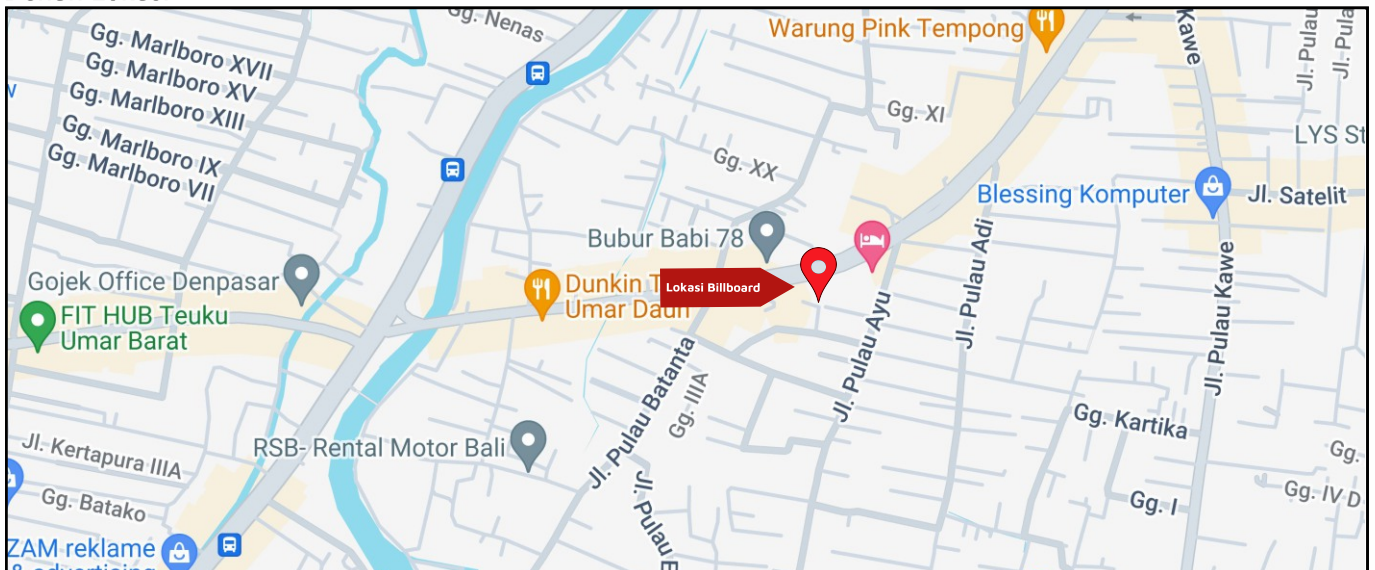 Gg. Nenas
Warung Pink Tempong
Kawe
Jl. Pulau
Jl. Pula
Gg. Marlboro XVII
Gg. Marlboro XV
Gg. Marlboro XIII
Gg. Marlboro IX
Gg. Marlboro VII
Gg. XI
LYS St
Gg. XX
Blessing Komputer
Jl. Satelit
Bubur Babi 78
Jl. Pulau Adi
Gojek Office Denpasar
Dunkin T
Umar Daun
Lokasi Billboard
FIT HUB Teuku
Umar Barat
Jl. Pulau Kawe
Jl. Pulau Ayu
Jl. Pulau Batanta
Gg. IIIA
Gg. Kartika
Jl. Kertapura IIIA
RSB- Rental Motor Bali
Gg.
Gg. Batako
Jl. Pulau B
Gg. I
Gg. IV D
ZAM reklame
& advertising